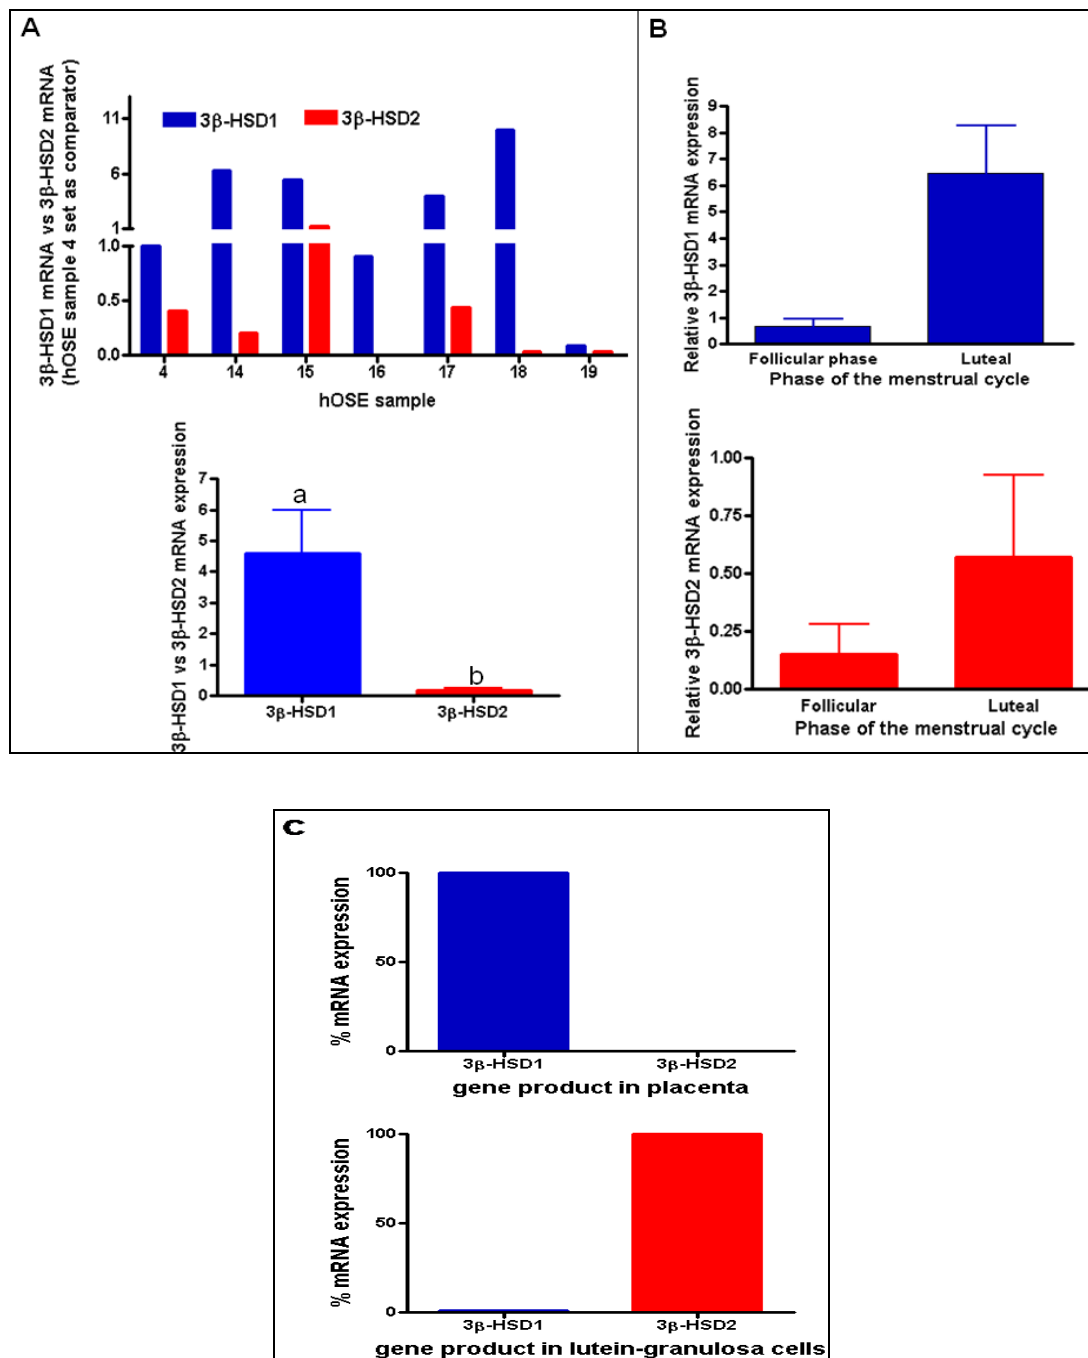 A
3β-HSD1 mRNA vs 3β-HSD2 mRNA
(hOSE sample 4 set as comparator)
3β-HSD1
3β-HSD2
11
6
1
1.0
0.5
0.0
4
14
15
16
17
18
19
hOSE sample
3β-HSD1 vs 3β-HSD2 mRNA expression
7
6
5
4
3
2
1
0
a
b
3β-HSD1
3β-HSD2
B
Relative 3β-HSD1 mRNA expression
9
8
7
6
5
4
3
2
1
0
Follicular phase
Luteal
Phase of the menstrual cycle
Relative 3β-HSD2 mRNA expression
1.00
0.75
0.50
0.25
0.00
Follicular
Luteal
Phase of the menstrual cycle
C
% mRNA expression
100
50
0
3β-HSD1
3β-HSD2
gene product in placenta
% mRNA expression
100
50
0
3β-HSD1
3β-HSD2
gene product in lutein-granulosa cells